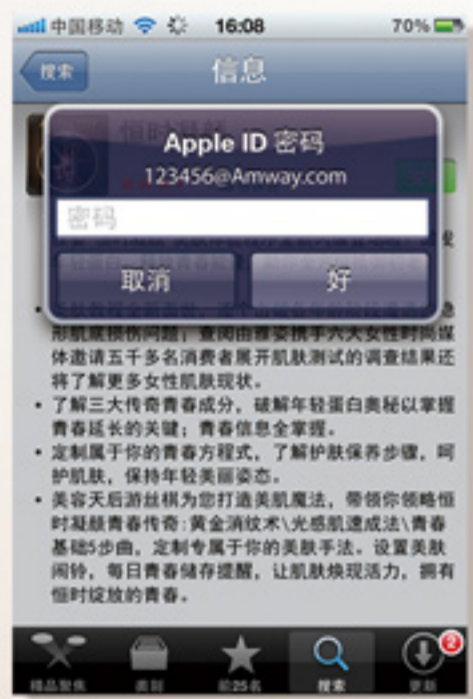 中国移动 16:08 70%
搜索 信息
恒时凝颜
Apple ID 密码
123456@Amway.com
密码
取消 好
形肌底损伤问题；查阅由雅姿携手六大女性时尚媒
体邀请五千多名消费者展开肌肤测试的调查结果还
将了解更多女性肌肤现状。
• 了解三大传奇青春成分，破解年轻蛋白奥秘以掌握
青春延长的关键；青春信息全掌握。
• 定制属于你的青春方程式，了解护肤保养步骤，呵
护肌肤，保持年轻美丽姿态。
• 美容天后游丝棋为您打造美肌魔法，带领你领略恒
时凝颜青春传奇:黄金消纹术\光感肌速成法\青春
基础5步曲，定制专属于你的美肤手法。设置美肤
闹铃，每日青春储存提醒，让肌肤焕现活力，拥有
恒时绽放的青春。
2
精品聚焦 类别 前25名 搜索 更新